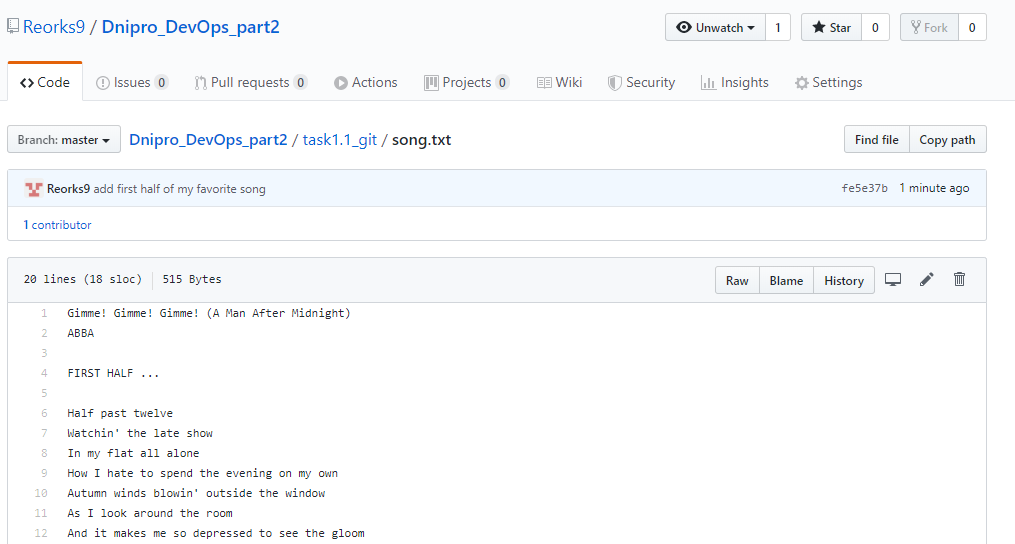 Reorks9 / Dnipro_DevOps_part2 Unwatch 1 Star 0 Fork 0
Code Issues 0 Pull requests 0 Actions Projects 0 Wiki Security Insights Settings
Branch: master Dnipro_DevOps_part2 / task1.1_git / song.txt Find file Copy path
Reorks9 add first half of my favorite song fe5e37b 1 minute ago
1 contributor
20 lines (18 sloc) 515 Bytes Raw Blame History
1 Gimme! Gimme! Gimme! (A Man After Midnight)
2 ABBA
3
4 FIRST HALF ...
5
6 Half past twelve
7 Watchin' the late show
8 In my flat all alone
9 How I hate to spend the evening on my own
10 Autumn winds blowin' outside the window
11 As I look around the room
12 And it makes me so depressed to see the gloom